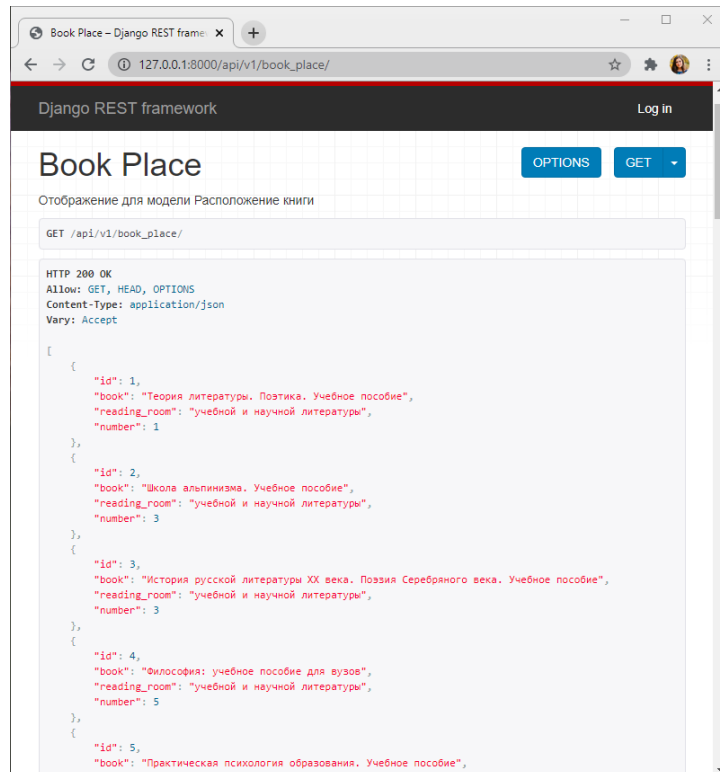 Book Place – Django REST frame
127.0.0.1:8000/api/v1/book_place/
Django REST framework
Log in
Book Place
OPTIONS
GET
Отображение для модели Расположение книги
GET /api/v1/book_place/
HTTP 200 OK
Allow: GET, HEAD, OPTIONS
Content-Type: application/json
Vary: Accept
[
{
"id": 1,
"book": "Теория литературы. Поэтика. Учебное пособие",
"reading_room": "учебной и научной литературы",
"number": 1
},
{
"id": 2,
"book": "Школа альпинизма. Учебное пособие",
"reading_room": "учебной и научной литературы",
"number": 3
},
{
"id": 3,
"book": "История русской литературы XX века. Поэзия Серебряного века. Учебное пособие",
"reading_room": "учебной и научной литературы",
"number": 3
},
{
"id": 4,
"book": "Философия: учебное пособие для вузов",
"reading_room": "учебной и научной литературы",
"number": 5
},
{
"id": 5,
"book": "Практическая психология образования. Учебное пособие",